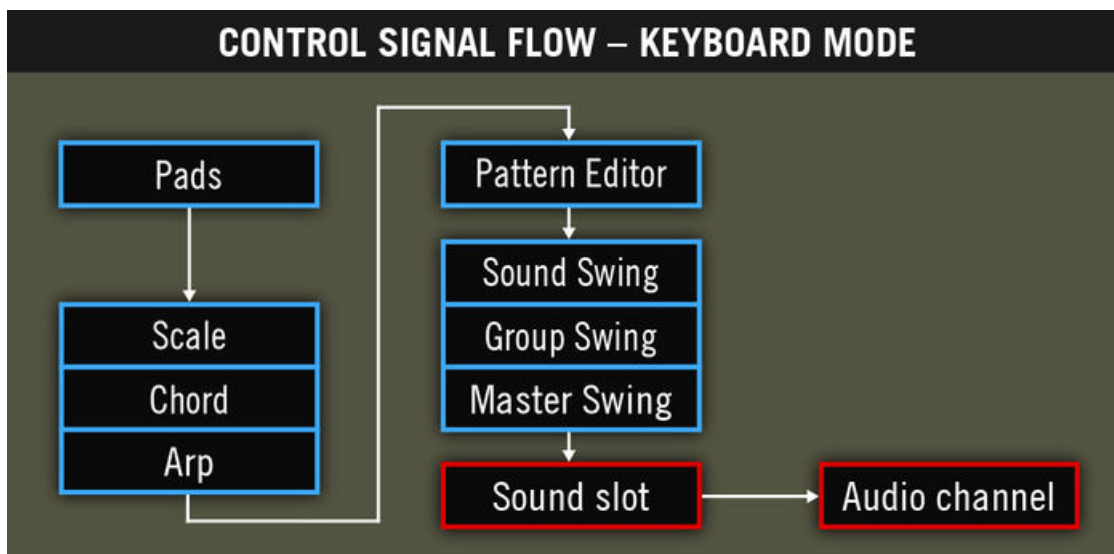 CONTROL SIGNAL FLOW – KEYBOARD MODE
Pads
Scale
Chord
Arp
Pattern Editor
Sound Swing
Group Swing
Master Swing
Sound slot
Audio channel